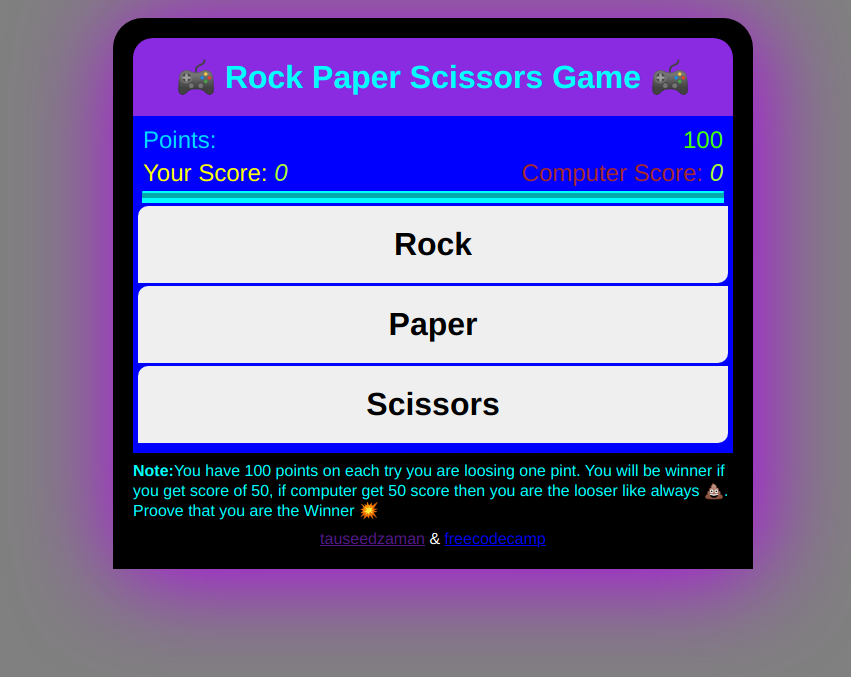 🎮 Rock Paper Scissors Game 🎮
Points: 100
Your Score: 0 Computer Score: 0
Rock
Paper
Scissors
Note:You have 100 points on each try you are loosing one pint. You will be winner if
you get score of 50, if computer get 50 score then you are the looser like always 💩.
Proove that you are the Winner 💥
tauseedzaman & freecodecamp